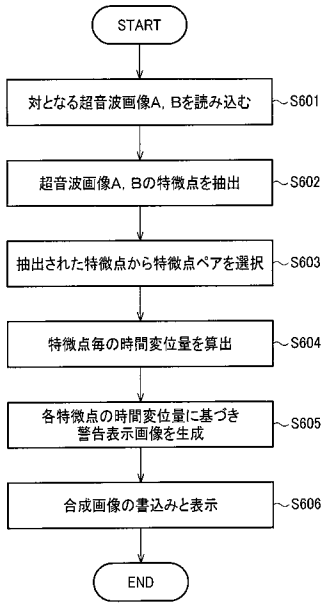 START
対となる超音波画像A, Bを読み込む
S601
超音波画像A, Bの特徴点を抽出
S602
抽出された特徴点から特徴点ペアを選択
S603
特徴点毎の時間変位量を算出
S604
各特徴点の時間変位量に基づき
警告表示画像を生成
S605
合成画像の書込みと表示
S606
END